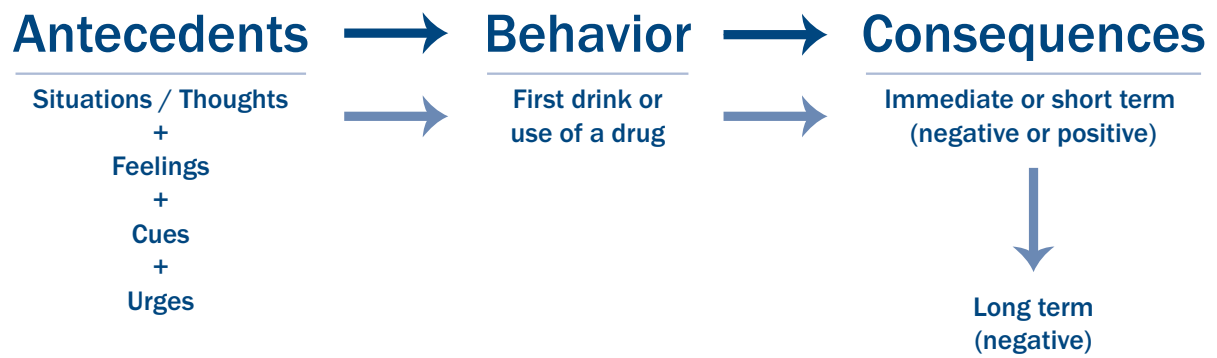 Antecedents
Behavior
Consequences
Situations / Thoughts
+
Feelings
+
Cues
+
Urges
First drink or
use of a drug
Immediate or short term
(negative or positive)
Long term
(negative)